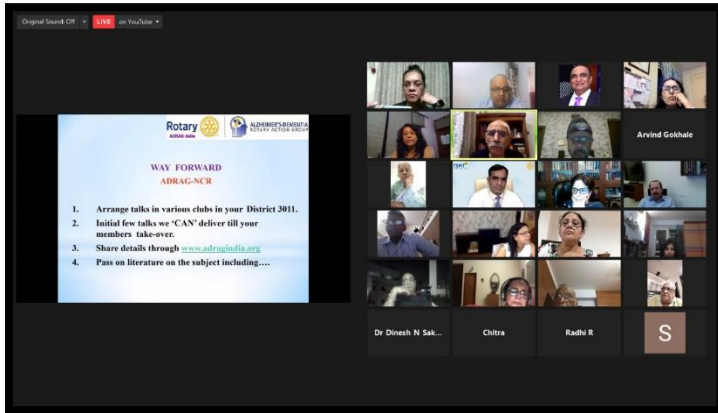 Original Sound: Off
LIVE on YouTube
Rotary
ADRAG India
ALZHEIMER'S/DEMENTIA
ROTARY ACTION GROUP
WAY FORWARD
ADRAG-NCR
1. Arrange talks in various clubs in your District 3011.
2. Initial few talks we ‘CAN’ deliver till your
members take-over.
3. Share details through www.adragindia.org
4. Pass on literature on the subject including….
Arvind Gokhale
Dr Dinesh N Sak...
Chitra
Radhi R
S